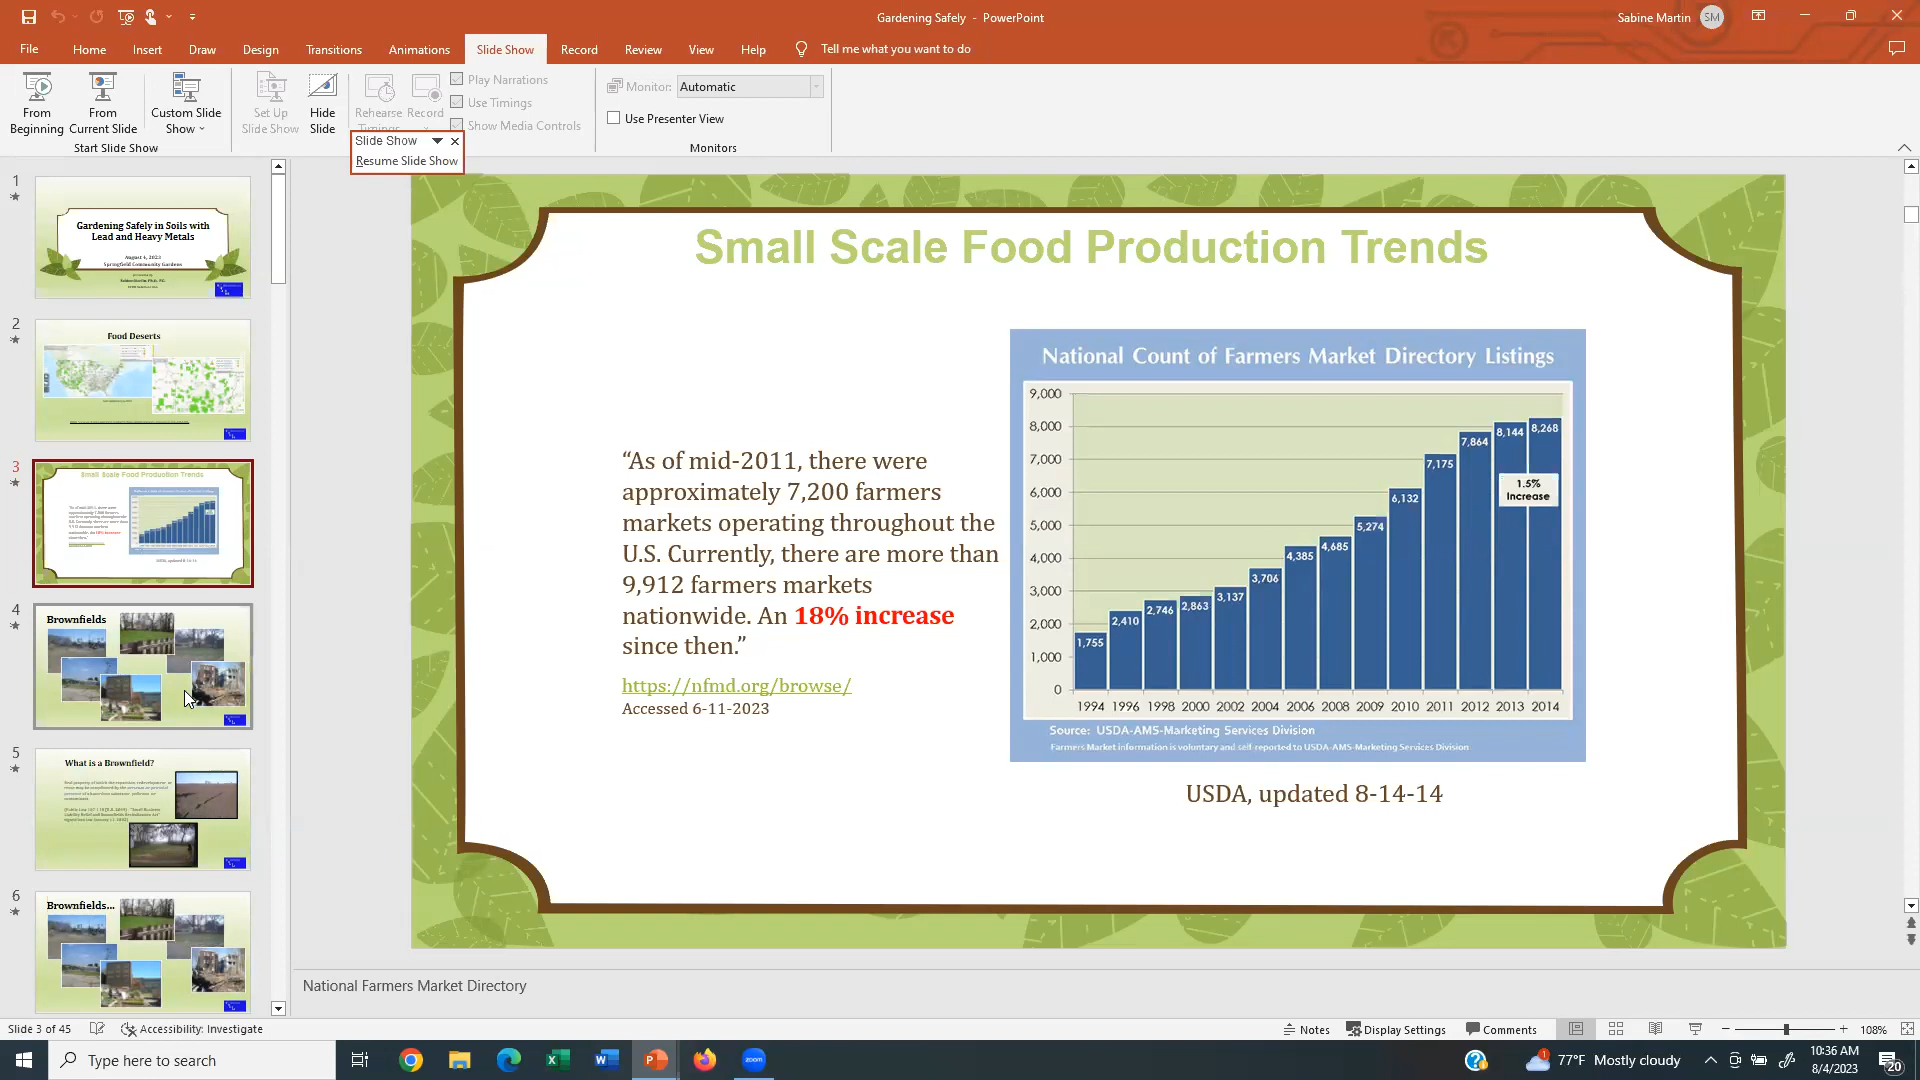 Gardening Safely - PowerPoint
Sabine Martin SM
File Home Insert Draw Design Transitions Animations Slide Show Record Review View Help Tell me what you want to do
From Beginning
From Current Slide
Custom Slide Show
Set Up Slide Show
Hide Slide
Rehearse Timings
Record
Play Narrations
Use Timings
Show Media Controls
Monitor: Automatic
Use Presenter View
Start Slide Show
Monitors
Slide Show
Resume Slide Show
1
Gardening Safely in Soils with
Lead and Heavy Metals
August 4, 2023
Springfield Community Gardens
2
Food Deserts
3
Small Scale Food Production Trends
4
Brownfields
5
What is a Brownfield?
6
Brownfields...
Small Scale Food Production Trends
“As of mid-2011, there were
approximately 7,200 farmers
markets operating throughout the
U.S. Currently, there are more than
9,912 farmers markets
nationwide. An 18% increase
since then.”
https://nfmd.org/browse/
Accessed 6-11-2023
National Count of Farmers Market Directory Listings
9,000
8,000
7,000
6,000
5,000
4,000
3,000
2,000
1,000
0
1,755 2,410 2,746 2,863 3,137 3,706 4,385 4,685 5,274 6,132 7,175 7,864 8,144 8,268
1.5%
Increase
1994 1996 1998 2000 2002 2004 2006 2008 2009 2010 2011 2012 2013 2014
Source: USDA-AMS-Marketing Services Division
Farmers Market information is voluntary and self-reported to USDA-AMS-Marketing Services Division
USDA, updated 8-14-14
National Farmers Market Directory
Slide 3 of 45 Accessibility: Investigate
Notes Display Settings Comments 108%
Type here to search
77°F Mostly cloudy
10:36 AM
8/4/2023
20